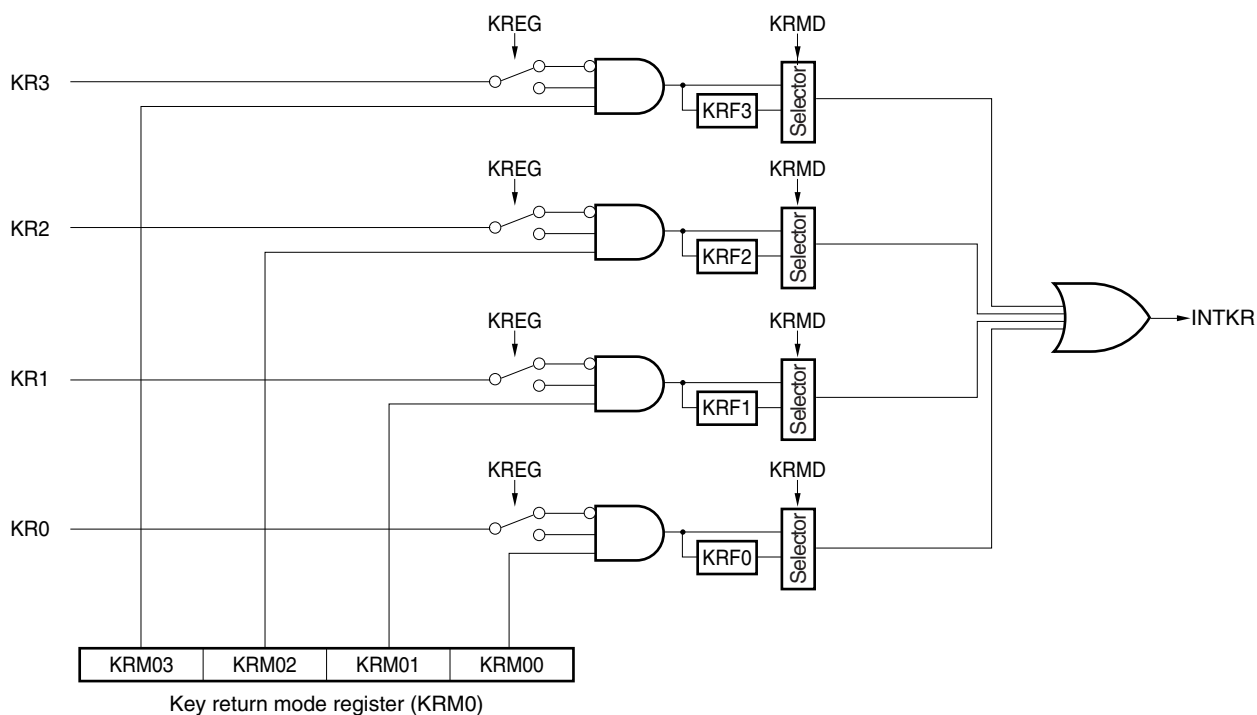 KREG KRMD
KR3
KRF3
Selector
KREG KRMD
KR2
KRF2
Selector
INTKR
KREG KRMD
KR1
KRF1
Selector
KREG KRMD
KR0
KRF0
Selector
KRM03 KRM02 KRM01 KRM00
Key return mode register (KRM0)